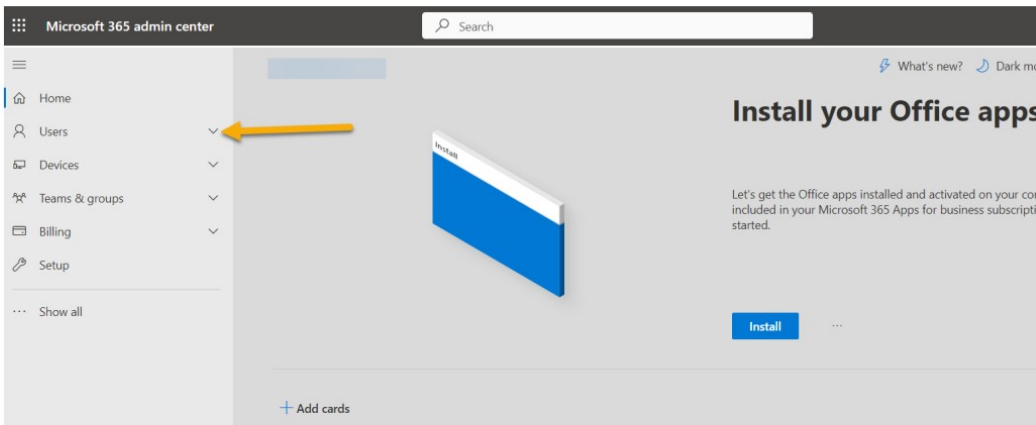 Microsoft 365 admin center
Search
What's new?
Dark mo
Home
Users
Devices
Teams & groups
Billing
Setup
Show all
Install
Install your Office apps
Let's get the Office apps installed and activated on your co
included in your Microsoft 365 Apps for business subscripti
started.
Install
Add cards